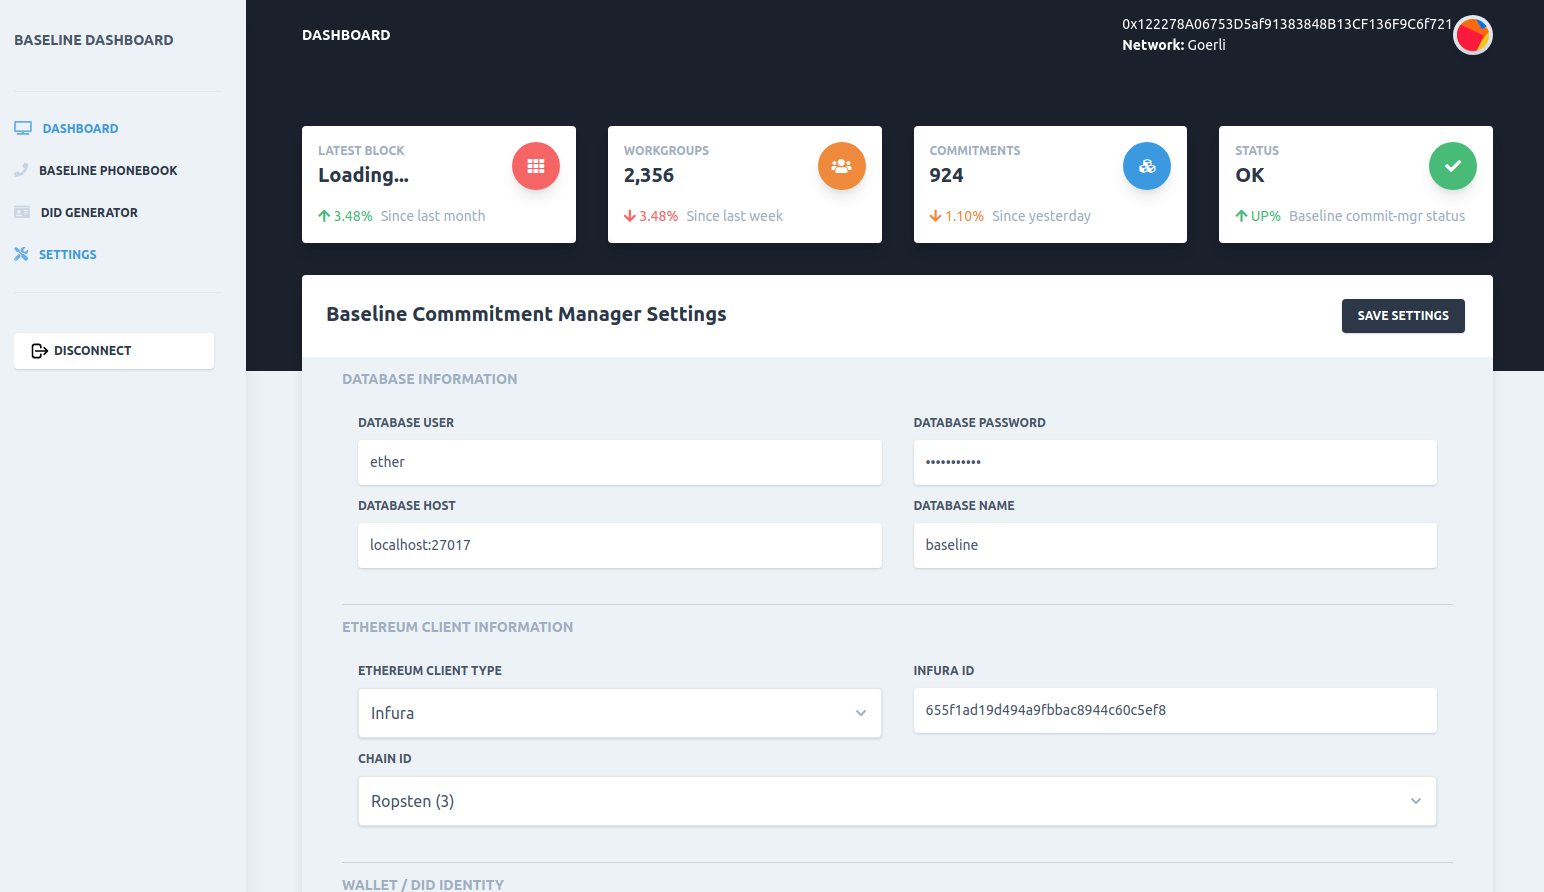 BASELINE DASHBOARD
DASHBOARD
BASELINE PHONEBOOK
DID GENERATOR
SETTINGS
DISCONNECT
DASHBOARD
0x122278A06753D5af91383848B13CF136F9C6f721
Network: Goerli
LATEST BLOCK
Loading...
3.48% Since last month
WORKGROUPS
2,356
3.48% Since last week
COMMITMENTS
924
1.10% Since yesterday
STATUS
OK
UP% Baseline commit-mgr status
Baseline Commmitment Manager Settings
SAVE SETTINGS
DATABASE INFORMATION
DATABASE USER
ether
DATABASE PASSWORD
•••••••••••
DATABASE HOST
localhost:27017
DATABASE NAME
baseline
ETHEREUM CLIENT INFORMATION
ETHEREUM CLIENT TYPE
Infura
INFURA ID
655f1ad19d494a9fbbac8944c60c5ef8
CHAIN ID
Ropsten (3)
WALLET / DID IDENTITY